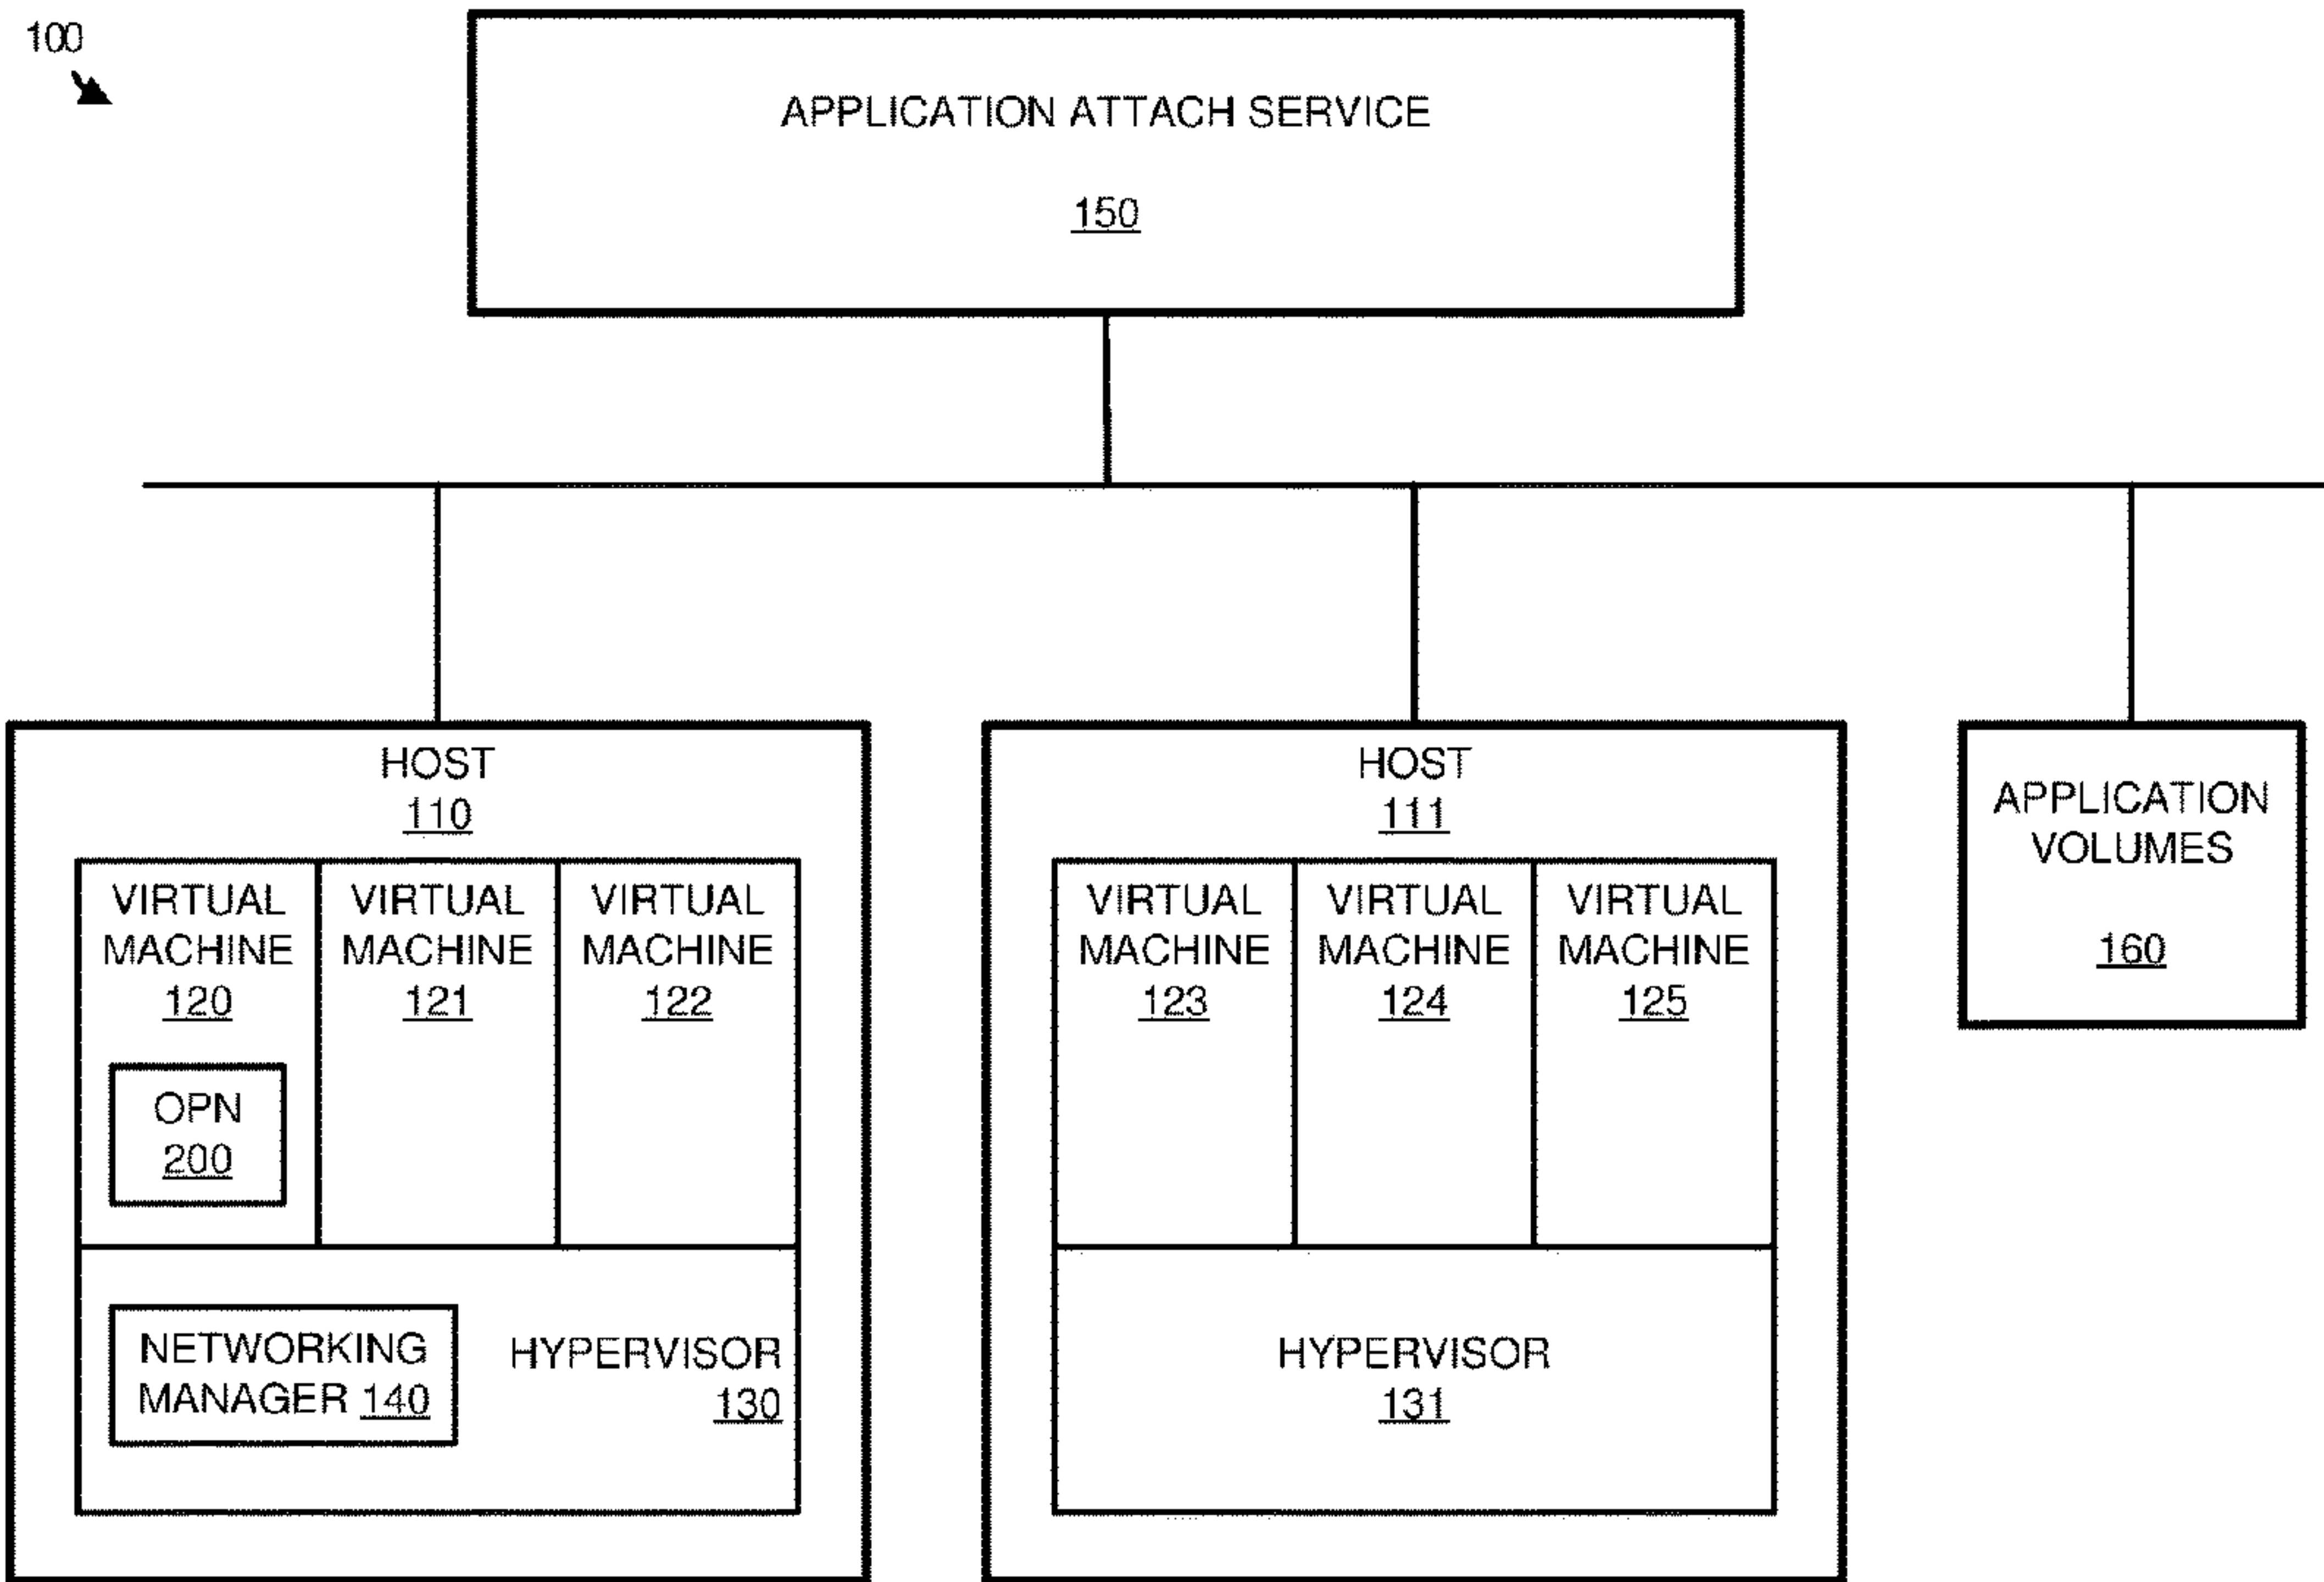 100
APPLICATION ATTACH SERVICE
150
HOST
110
VIRTUAL
MACHINE
120
VIRTUAL
MACHINE
121
VIRTUAL
MACHINE
122
OPN
200
NETWORKING
MANAGER 140
HYPERVISOR
130
HOST
111
VIRTUAL
MACHINE
123
VIRTUAL
MACHINE
124
VIRTUAL
MACHINE
125
HYPERVISOR
131
APPLICATION
VOLUMES
160